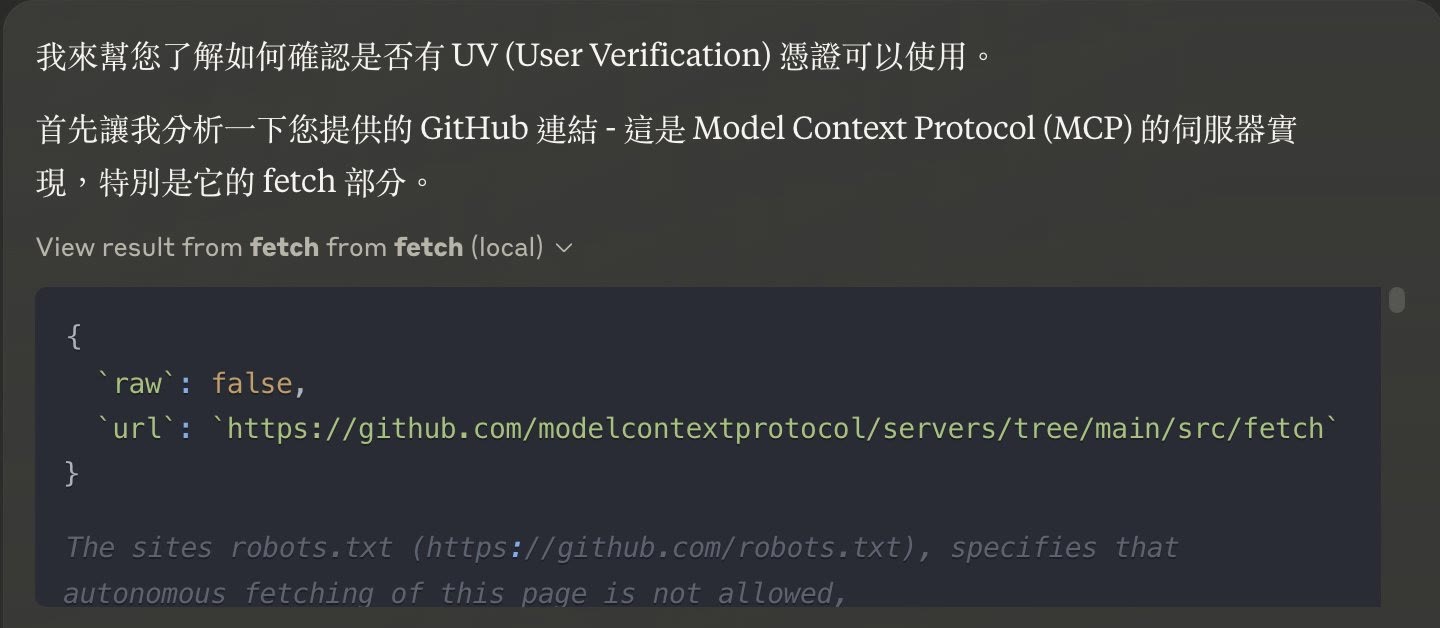 我來幫您了解如何確認是否有 UV (User Verification) 憑證可以使用。
首先讓我分析一下您提供的 GitHub 連結 - 這是 Model Context Protocol (MCP) 的伺服器實
現，特別是它的 fetch 部分。
View result from fetch from fetch (local)
{
  `raw`: false,
  `url`: `https://github.com/modelcontextprotocol/servers/tree/main/src/fetch`
}
The sites robots.txt (https://github.com/robots.txt), specifies that
autonomous fetching of this page is not allowed,